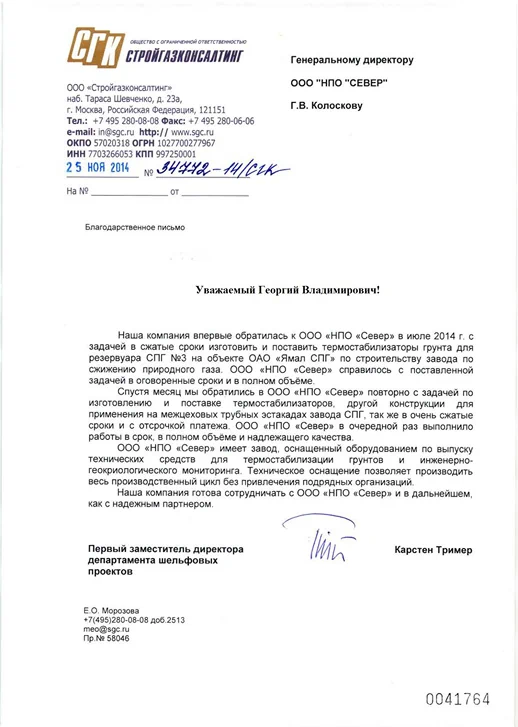 СГК
ОБЩЕСТВО С ОГРАНИЧЕННОЙ ОТВЕТСТВЕННОСТЬЮ
СТРОЙГАЗКОНСАЛТИНГ
ООО «Стройгазконсалтинг»
наб. Тараса Шевченко, д. 23а,
г. Москва, Российская Федерация, 121151
Тел.: +7 495 280-08-08 Факс: +7 495 280-06-06
e-mail: in@sgc.ru http:// www.sgc.ru
ОКПО 57020318 ОГРН 1027700277967
ИНН 7703266053 КПП 997250001
25 НОЯ 2014 № 34772-14/СГК
На № от
Генеральному директору
ООО "НПО "СЕВЕР"
Г.В. Колоскову
Благодарственное письмо
Уважаемый Георгий Владимирович!
Наша компания впервые обратилась к ООО «НПО «Север» в июле 2014 г. с
задачей в сжатые сроки изготовить и поставить термостабилизаторы грунта для
резервуара СПГ №3 на объекте ОАО «Ямал СПГ» по строительству завода по
сжижению природного газа. ООО «НПО «Север» справилось с поставленной
задачей в оговоренные сроки и в полном объёме.
Спустя месяц мы обратились в ООО «НПО «Север» повторно с задачей по
изготовлению и поставке термостабилизаторов, другой конструкции для
применения на межцеховых трубных эстакадах завода СПГ, так же в очень сжатые
сроки и с отсрочкой платежа. ООО «НПО «Север» в очередной раз выполнило
работы в срок, в полном объёме и надлежащего качества.
ООО «НПО «Север» имеет завод, оснащенный оборудованием по выпуску
технических средств для термостабилизации грунтов и инженерно-
геокриологического мониторинга. Техническое оснащение позволяет производить
весь производственный цикл без привлечения подрядных организаций.
Наша компания готова сотрудничать с ООО «НПО «Север» и в дальнейшем,
как с надежным партнером.
Первый заместитель директора
департамента шельфовых
проектов
Карстен Тример
Е.О. Морозова
+7(495)280-08-08 доб.2513
meo@sgc.ru
Пр.№ 58046
0041764